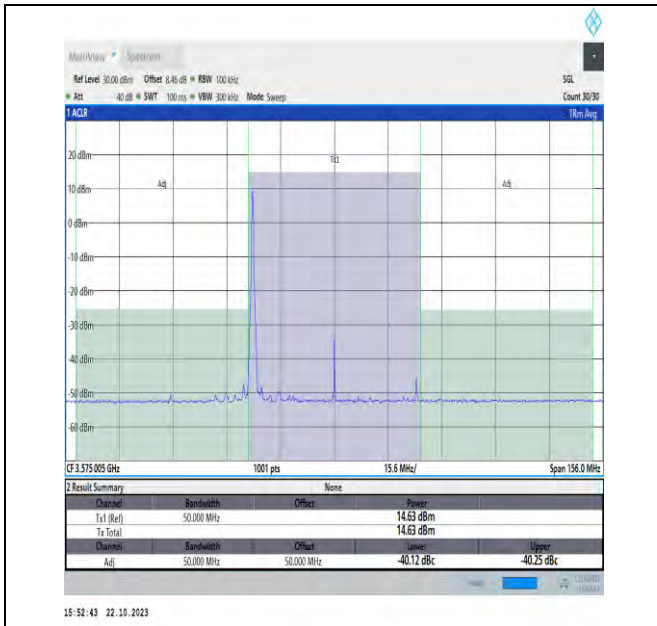 MultiView Spectrum
Ref Level 30.00 dBm Offset 8.46 dB RBW 100 kHz SGL
Att 40 dB SWT 100 ms VBW 300 kHz Mode Sweep Count 30/30
1 ACLR 1Rm Avg
Tx1
20 dBm
Adj Adj
10 dBm
0 dBm
-10 dBm
-20 dBm
-30 dBm
-40 dBm
-50 dBm
-60 dBm
CF 3.575005 GHz 1001 pts 15.6 MHz/ Span 156.0 MHz
2 Result Summary None
Channel Bandwidth Offset Power
Tx1 (Ref) 50.000 MHz 14.63 dBm
Tx Total 14.63 dBm
Channel Bandwidth Offset Lower Upper
Adj 50.000 MHz 50.000 MHz -40.12 dBc -40.25 dBc
15:52:43 22.10.2023